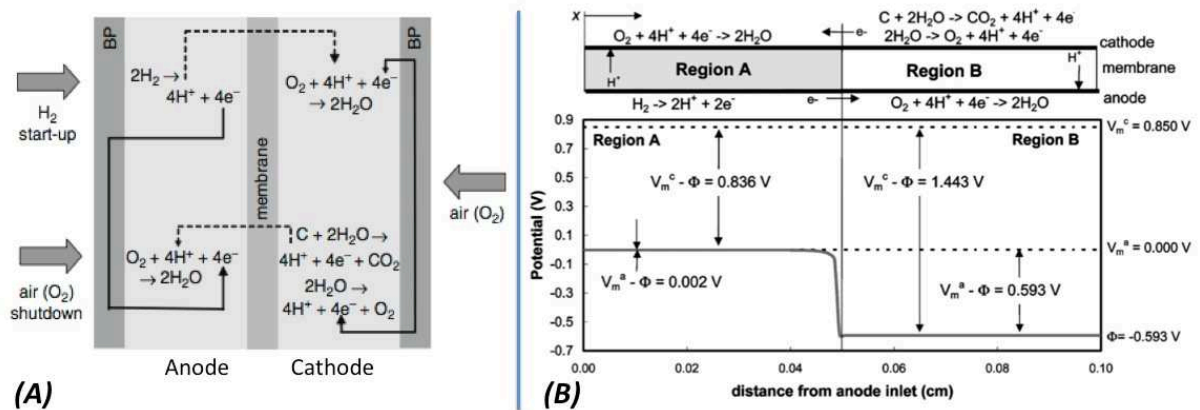 BP
BP
2H₂ →
4H⁺ + 4e⁻
O₂ + 4H⁺ + 4e⁻
→ 2H₂O
H₂
start-up
membrane
air (O₂)
C + 2H₂O →
O₂ + 4H⁺ + 4e⁻
→ 2H₂O
4H⁺ + 4e⁻ + CO₂
2H₂O →
4H⁺ + 4e⁻ + O₂
air (O₂)
shutdown
Anode
Cathode
(A)
(B)
x
C + 2H₂O -> CO₂ + 4H⁺ + 4e⁻
O₂ + 4H⁺ + 4e⁻ -> 2H₂O
e-
2H₂O -> O₂ + 4H⁺ + 4e⁻
cathode
H⁺
Region A
Region B
H⁺
membrane
anode
H₂ -> 2H⁺ + 2e⁻
e-
O₂ + 4H⁺ + 4e⁻ -> 2H₂O
0.9
0.7
0.5
0.3
0.1
-0.1
-0.3
-0.5
-0.7
Potential (V)
Region A
Region B
Vₘᶜ = 0.850 V
Vₘᶜ - Φ = 0.836 V
Vₘᶜ - Φ = 1.443 V
Vₘᵃ = 0.000 V
Vₘᵃ - Φ = 0.002 V
Vₘᵃ - Φ = 0.593 V
Φ= -0.593 V
0.00
0.02
0.04
0.06
0.08
0.10
distance from anode inlet (cm)